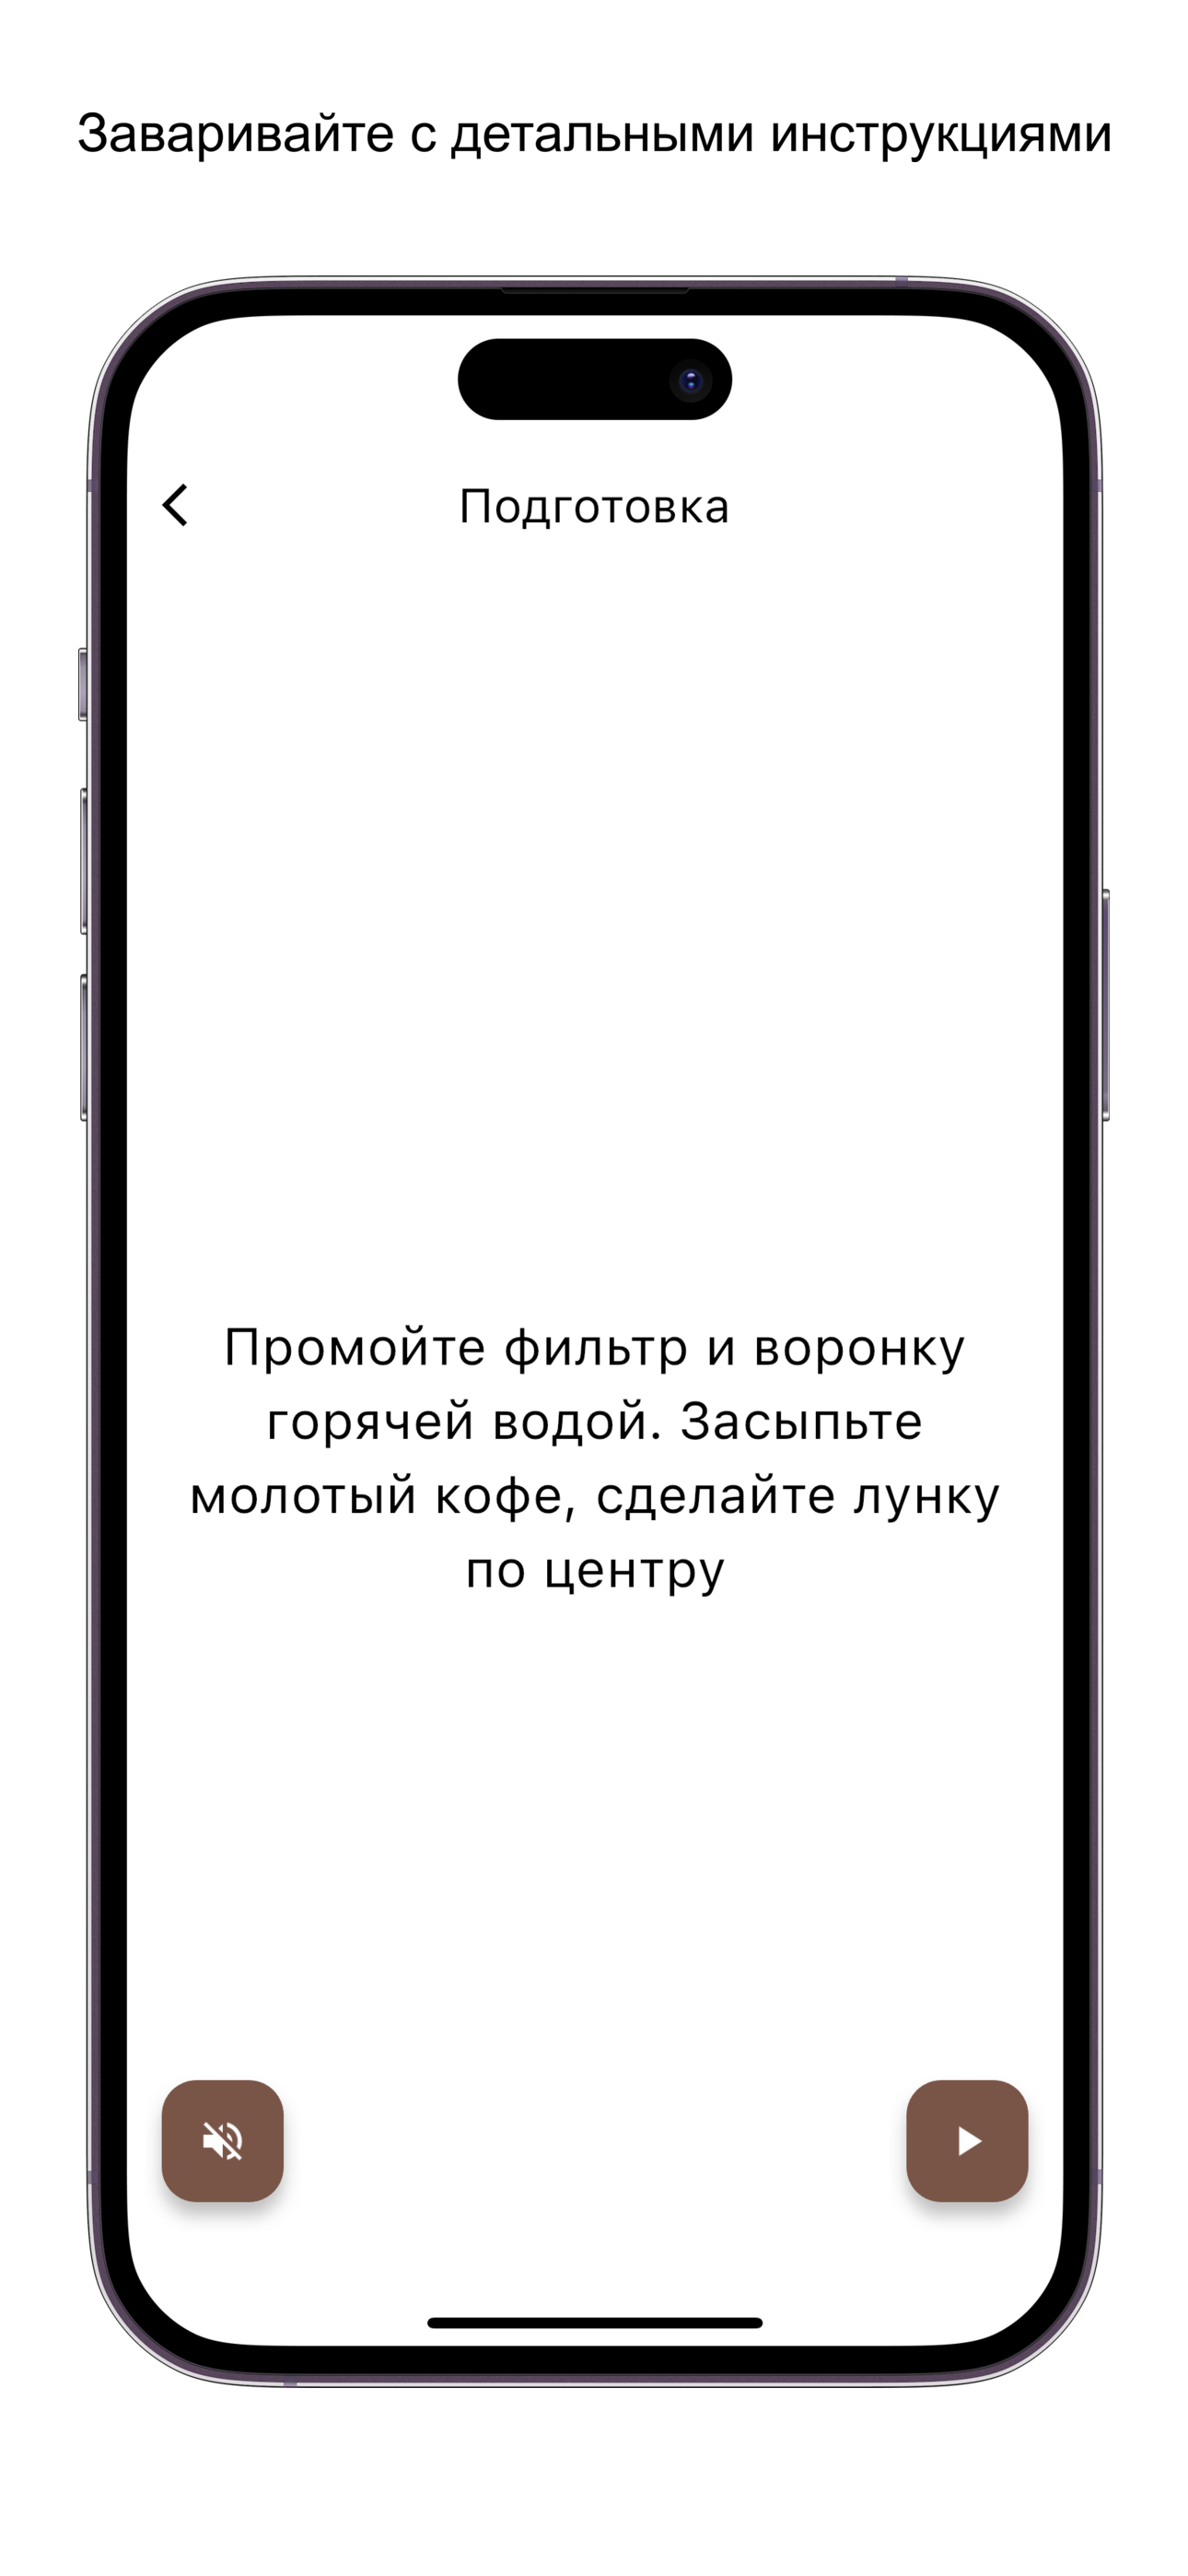 Заваривайте с детальными инструкциями
Подготовка
Промойте фильтр и воронку
горячей водой. Засыпьте
молотый кофе, сделайте лунку
по центру